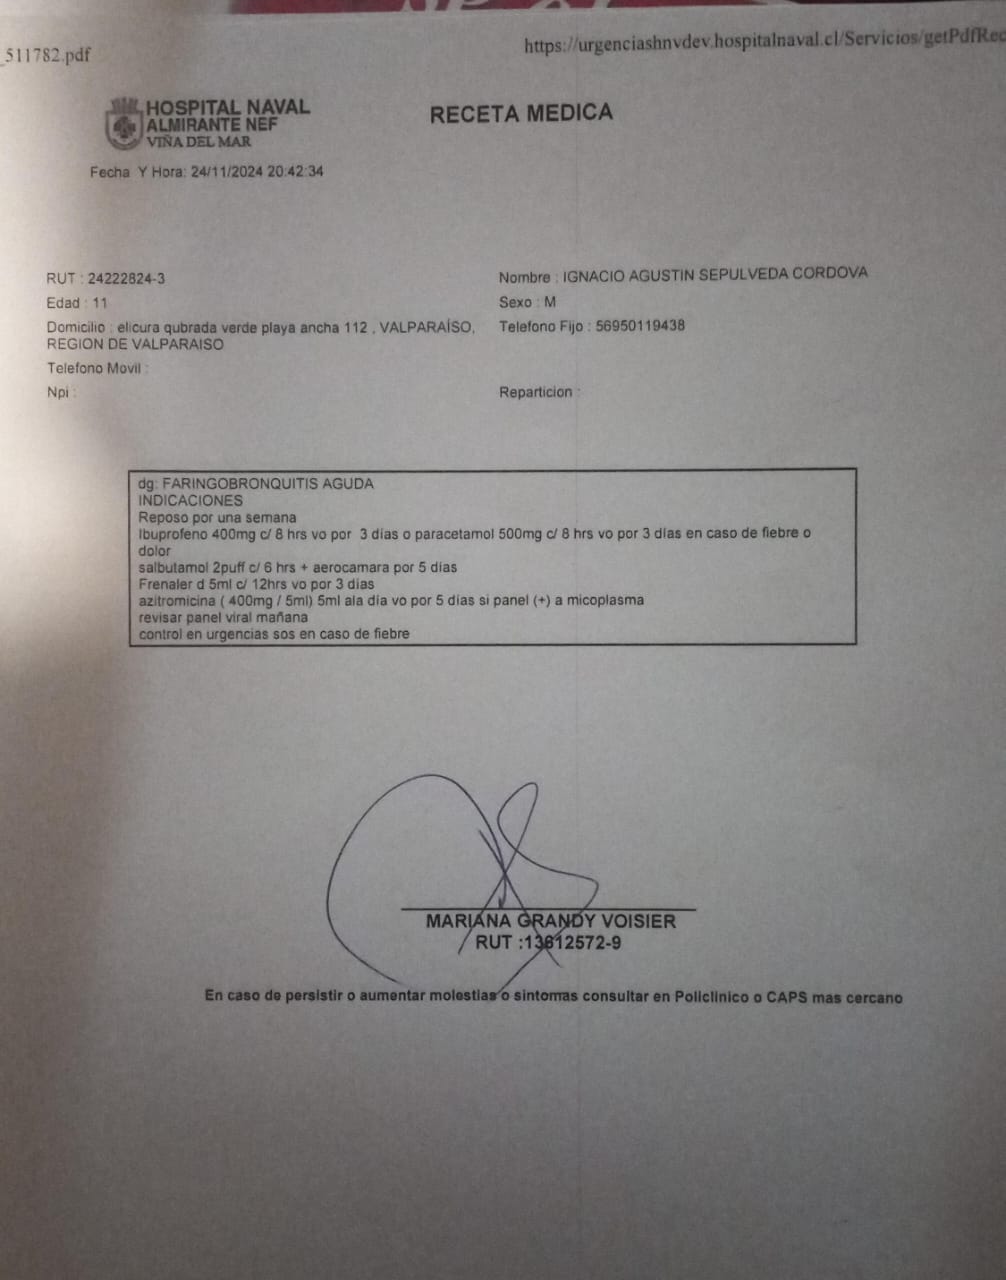 _511782.pdf
https://urgenciashnvdev.hospitalnaval.cl/Servicios/getPdfRec
HOSPITAL NAVAL
ALMIRANTE NEF
VIÑA DEL MAR
RECETA MEDICA
Fecha Y Hora: 24/11/2024 20:42:34
RUT : 24222824-3
Nombre : IGNACIO AGUSTIN SEPULVEDA CORDOVA
Edad : 11
Sexo : M
Domicilio : elicura qubrada verde playa ancha 112 , VALPARAÍSO,
REGION DE VALPARAISO
Telefono Fijo : 56950119438
Telefono Movil :
Npi :
Reparticion :
dg: FARINGOBRONQUITIS AGUDA
INDICACIONES
Reposo por una semana
Ibuprofeno 400mg c/ 8 hrs vo por 3 días o paracetamol 500mg c/ 8 hrs vo por 3 días en caso de fiebre o
dolor
salbutamol 2puff c/ 6 hrs + aerocamara por 5 días
Frenaler d 5ml c/ 12hrs vo por 3 días
azitromicina ( 400mg / 5ml) 5ml ala día vo por 5 días si panel (+) a micoplasma
revisar panel viral mañana
control en urgencias sos en caso de fiebre
MARIANA GRANDY VOISIER
RUT :13612572-9
En caso de persistir o aumentar molestias o sintomas consultar en Policlinico o CAPS mas cercano